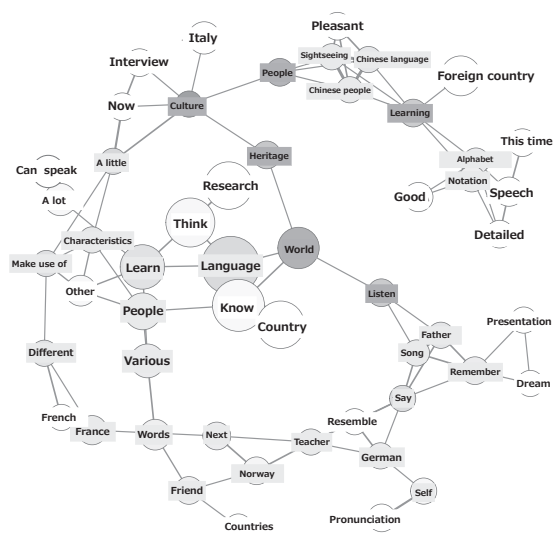 Pleasant
Italy
Sightseeing
Chinese language
Interview
People
Foreign country
Chinese people
Now
Culture
Learning
This time
A little
Heritage
Alphabet
Can speak
Research
Notation
A lot
Good
Speech
Think
Detailed
Characteristics
World
Make use of
Learn
Language
Other
Listen
People
Know
Country
Presentation
Father
Different
Song
Various
Remember
Dream
Say
French
Resemble
France
Words
Next
Teacher
German
Norway
Friend
Self
Countries
Pronunciation